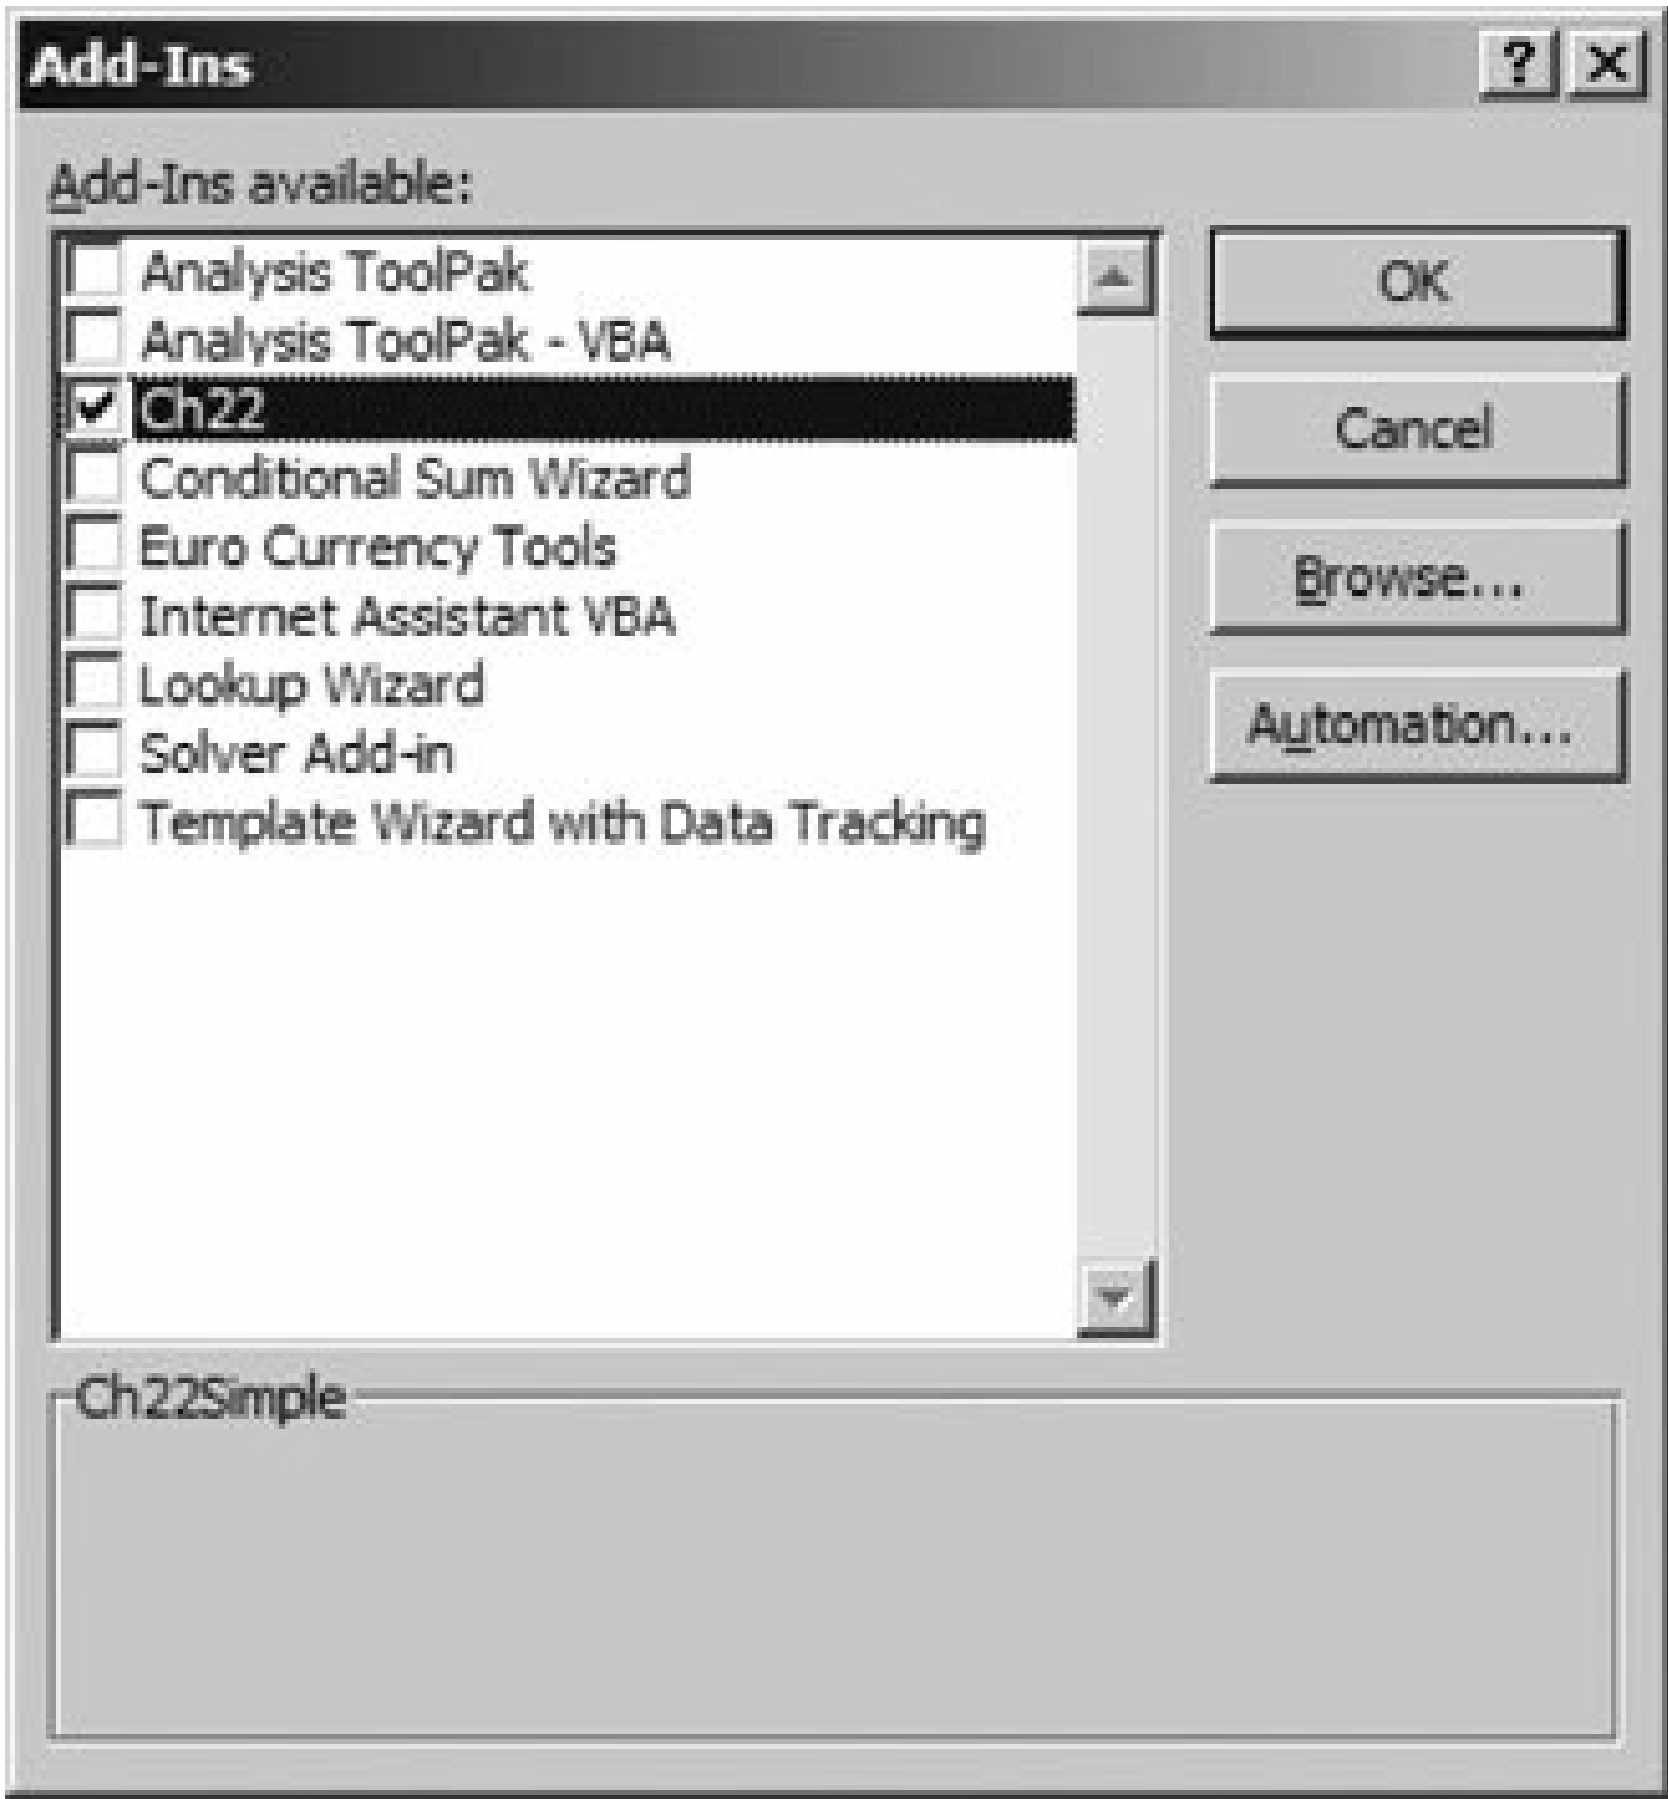 Add-Ins
Add-Ins available:
Analysis ToolPak
Analysis ToolPak - VBA
Ch22
Conditional Sum Wizard
Euro Currency Tools
Internet Assistant VBA
Lookup Wizard
Solver Add-in
Template Wizard with Data Tracking
OK
Cancel
Browse...
Automation...
Ch22Simple